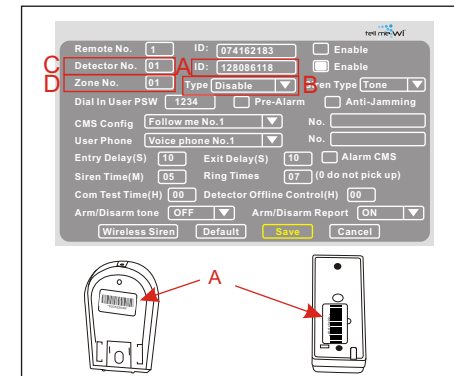 tell me Wi
Remote No. 1 ID: 074162183 Enable
C Detector No. 01 A ID: 128086118 Enable
D Zone No. 01 Type Disable B Siren Type Tone
Dial In User PSW 1234 Pre-Alarm Anti-Jamming
CMS Config Follow me No.1 No.
User Phone Voice phone No.1 No.
Entry Delay(S) 10 Exit Delay(S) 10 Alarm CMS
Siren Time(M) 05 Ring Times 07 (0 do not pick up)
Com Test Time(H) 00 Detector Offline Control(H) 00
Arm/Disarm tone OFF Arm/Disarm Report ON
Wireless Siren Default Save Cancel
A